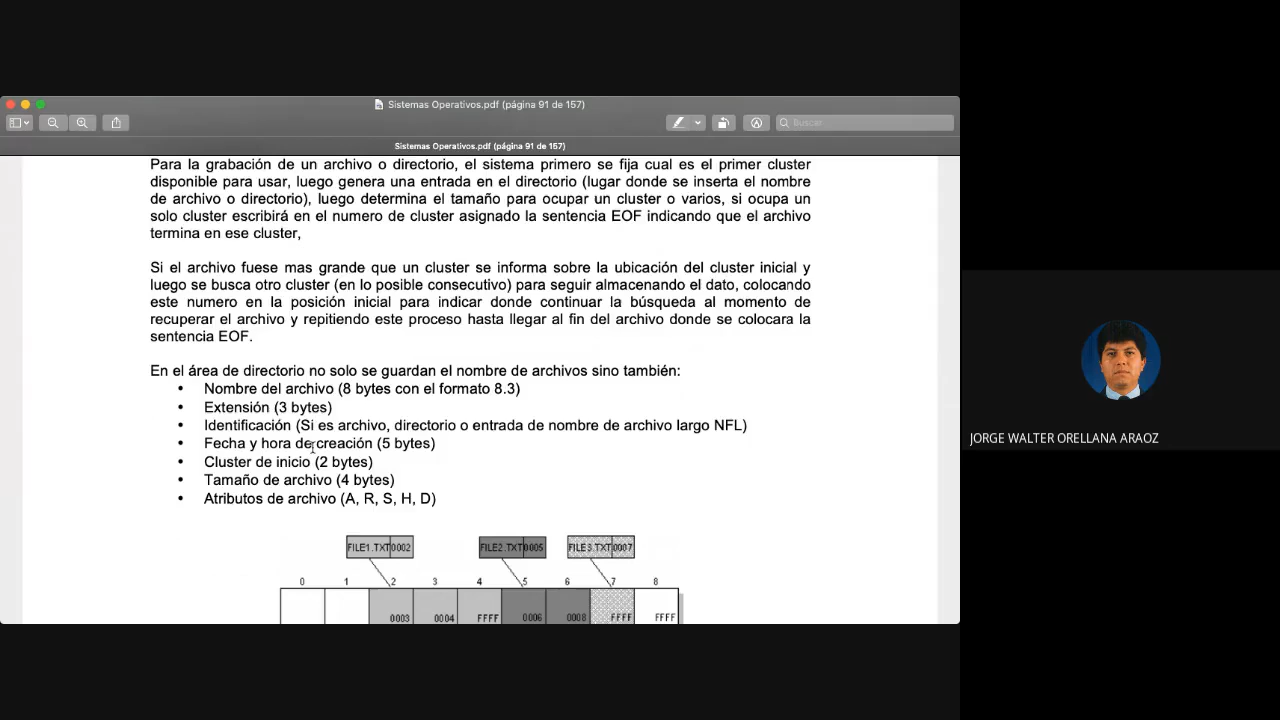 Sistemas Operativos.pdf (página 91 de 157)
Buscar
Sistemas Operativos.pdf (página 91 de 157)
Para la grabación de un archivo o directorio, el sistema primero se fija cual es el primer cluster
disponible para usar, luego genera una entrada en el directorio (lugar donde se inserta el nombre
de archivo o directorio), luego determina el tamaño para ocupar un cluster o varios, si ocupa un
solo cluster escribirá en el numero de cluster asignado la sentencia EOF indicando que el archivo
termina en ese cluster,
Si el archivo fuese mas grande que un cluster se informa sobre la ubicación del cluster inicial y
luego se busca otro cluster (en lo posible consecutivo) para seguir almacenando el dato, colocando
este numero en la posición inicial para indicar donde continuar la búsqueda al momento de
recuperar el archivo y repitiendo este proceso hasta llegar al fin del archivo donde se colocara la
sentencia EOF.
En el área de directorio no solo se guardan el nombre de archivos sino también:
• Nombre del archivo (8 bytes con el formato 8.3)
• Extensión (3 bytes)
• Identificación (Si es archivo, directorio o entrada de nombre de archivo largo NFL)
• Fecha y hora de creación (5 bytes)
• Cluster de inicio (2 bytes)
• Tamaño de archivo (4 bytes)
• Atributos de archivo (A, R, S, H, D)
FILE1.TXT 0002 FILE2.TXT 0005 FILE3.TXT 0007
0 1 2 3 4 5 6 7 8
0003 0004 FFFF 0006 0008 FFFF FFFF
JORGE WALTER ORELLANA ARAOZ